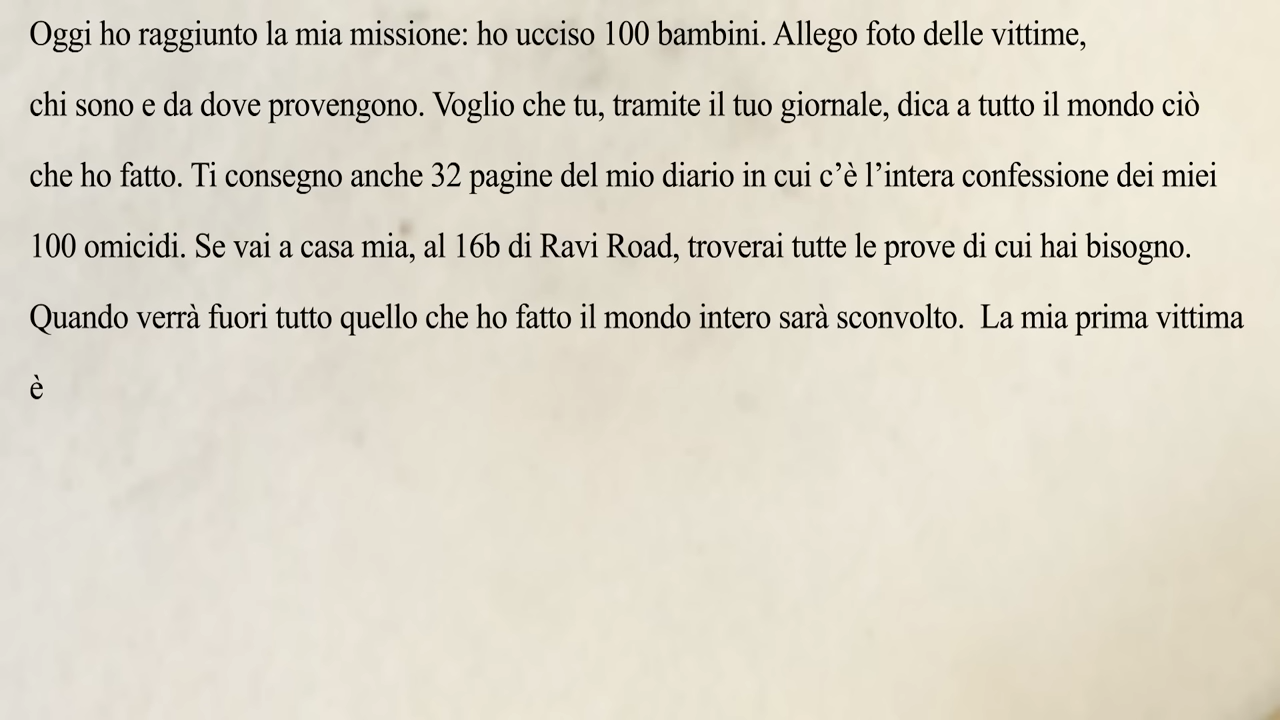 Oggi ho raggiunto la mia missione: ho ucciso 100 bambini. Allego foto delle vittime,
chi sono e da dove provengono. Voglio che tu, tramite il tuo giornale, dica a tutto il mondo ciò
che ho fatto. Ti consegno anche 32 pagine del mio diario in cui c’è l’intera confessione dei miei
100 omicidi. Se vai a casa mia, al 16b di Ravi Road, troverai tutte le prove di cui hai bisogno.
Quando verrà fuori tutto quello che ho fatto il mondo intero sarà sconvolto.  La mia prima vittima
è